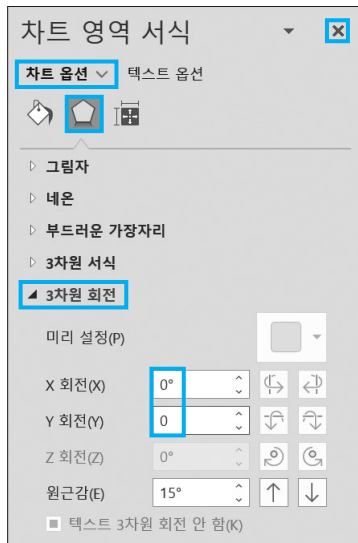 차트 영역 서식
차트 옵션 텍스트 옵션
그림자
네온
부드러운 가장자리
3차원 서식
3차원 회전
미리 설정(P)
X 회전(X) 0°
Y 회전(Y) 0
Z 회전(Z) 0°
원근감(E) 15°
텍스트 3차원 회전 안 함(K)